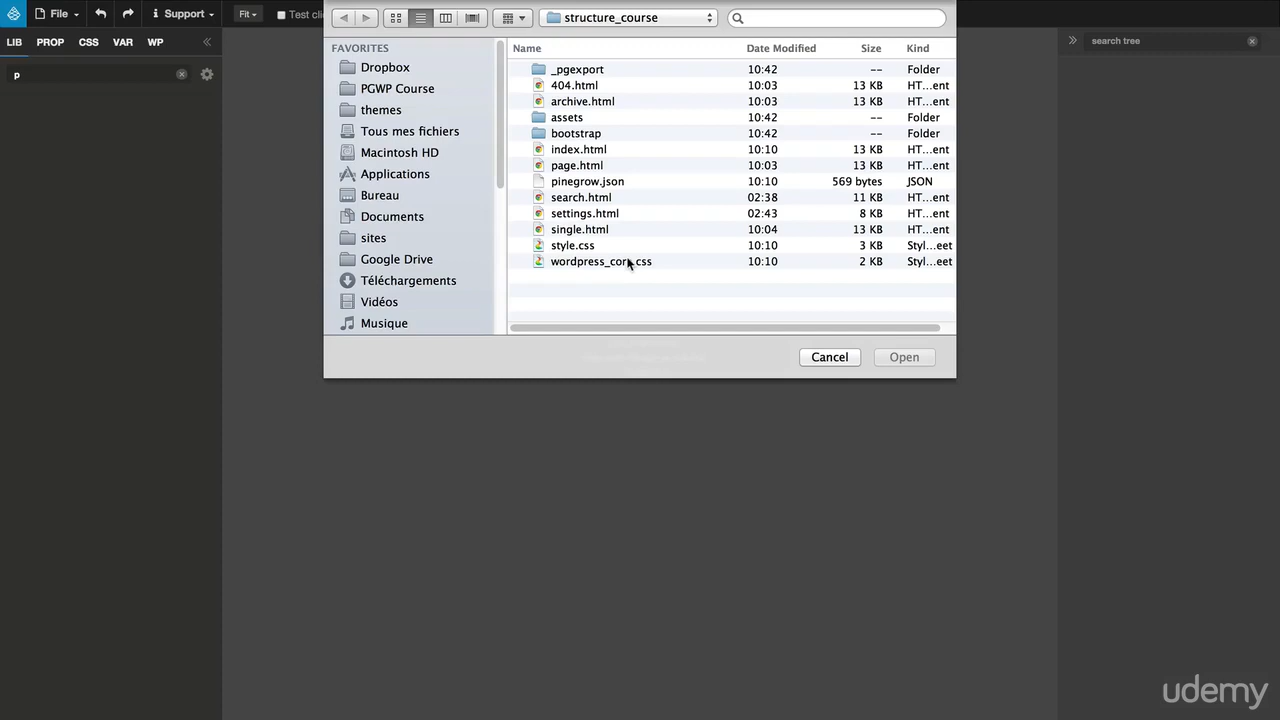 File
Support
Fit
Test cli
structure_course
LIB PROP CSS VAR WP
search tree
p
FAVORITES
Dropbox
PGWP Course
themes
Tous mes fichiers
Macintosh HD
Applications
Bureau
Documents
sites
Google Drive
Téléchargements
Vidéos
Musique
Name Date Modified Size Kind
_pgexport 10:42 -- Folder
404.html 10:03 13 KB HT...ent
archive.html 10:03 13 KB HT...ent
assets 10:42 -- Folder
bootstrap 10:42 -- Folder
index.html 10:10 13 KB HT...ent
page.html 10:03 13 KB HT...ent
pinegrow.json 10:10 569 bytes JSON
search.html 02:38 11 KB HT...ent
settings.html 02:43 8 KB HT...ent
single.html 10:04 13 KB HT...ent
style.css 10:10 3 KB Styl...eet
wordpress_core.css 10:10 2 KB Styl...eet
Cancel Open
udemy